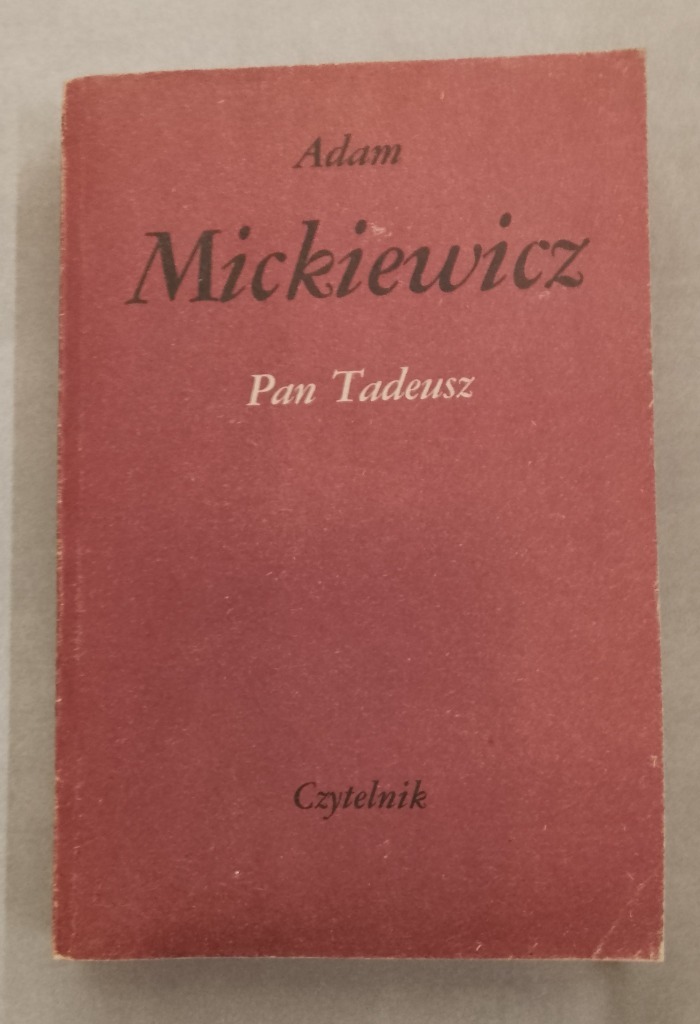 Adam
Mickiewicz
Pan Tadeusz
Czytelnik